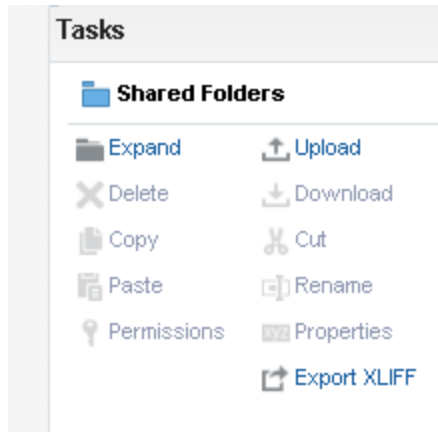 Tasks
Shared Folders
Expand Upload
Delete Download
Copy Cut
Paste Rename
Permissions Properties
Export XLIFF